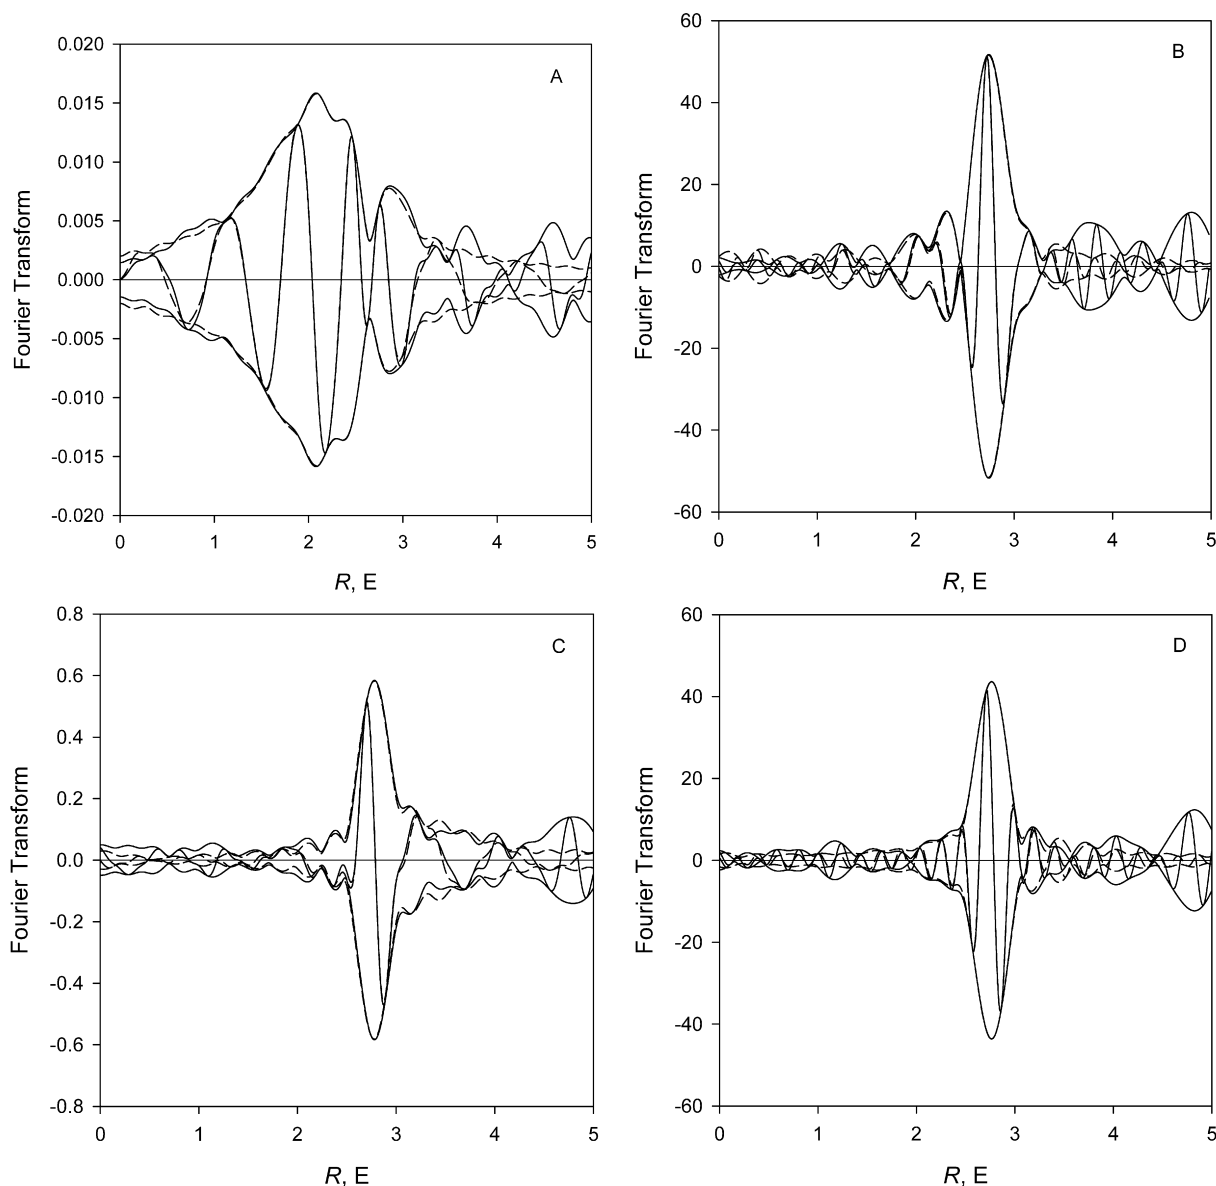 A
Fourier Transform
0.020
0.015
0.010
0.005
0.000
-0.005
-0.010
-0.015
-0.020
0 1 2 3 4 5
R, E
B
Fourier Transform
60
40
20
0
-20
-40
-60
0 1 2 3 4 5
R, E
C
Fourier Transform
0.8
0.6
0.4
0.2
0.0
-0.2
-0.4
-0.6
-0.8
0 1 2 3 4 5
R, E
D
Fourier Transform
60
40
20
0
-20
-40
-60
0 1 2 3 4 5
R, E